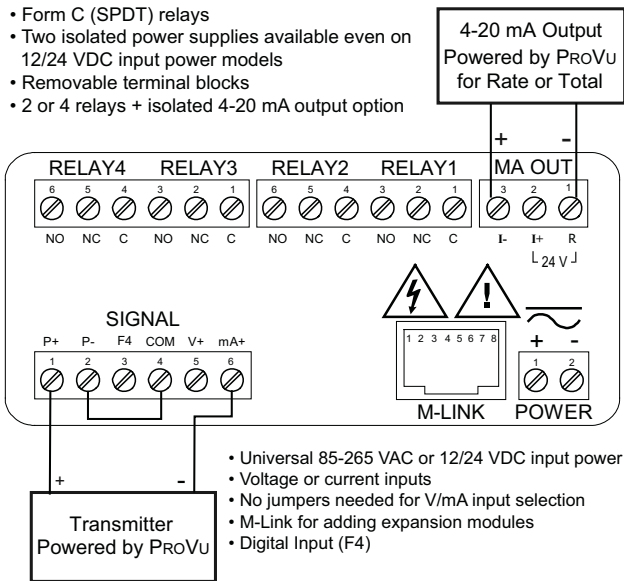 • Form C (SPDT) relays
• Two isolated power supplies available even on
12/24 VDC input power models
• Removable terminal blocks
• 2 or 4 relays + isolated 4-20 mA output option
4-20 mA Output
Powered by PROVU
for Rate or Total
+ -
RELAY4 RELAY3 RELAY2 RELAY1 MA OUT
6 5 4 3 2 1 6 5 4 3 2 1 3 2 1
NO NC C NO NC C NO NC C NO NC C I- I+ R
24 V
SIGNAL
P+ P- F4 COM V+ mA+
1 2 3 4 5 6
1 2 3 4 5 6 7 8
M-LINK
+ -
1 2
POWER
+ -
Transmitter
Powered by PROVU
• Universal 85-265 VAC or 12/24 VDC input power
• Voltage or current inputs
• No jumpers needed for V/mA input selection
• M-Link for adding expansion modules
• Digital Input (F4)